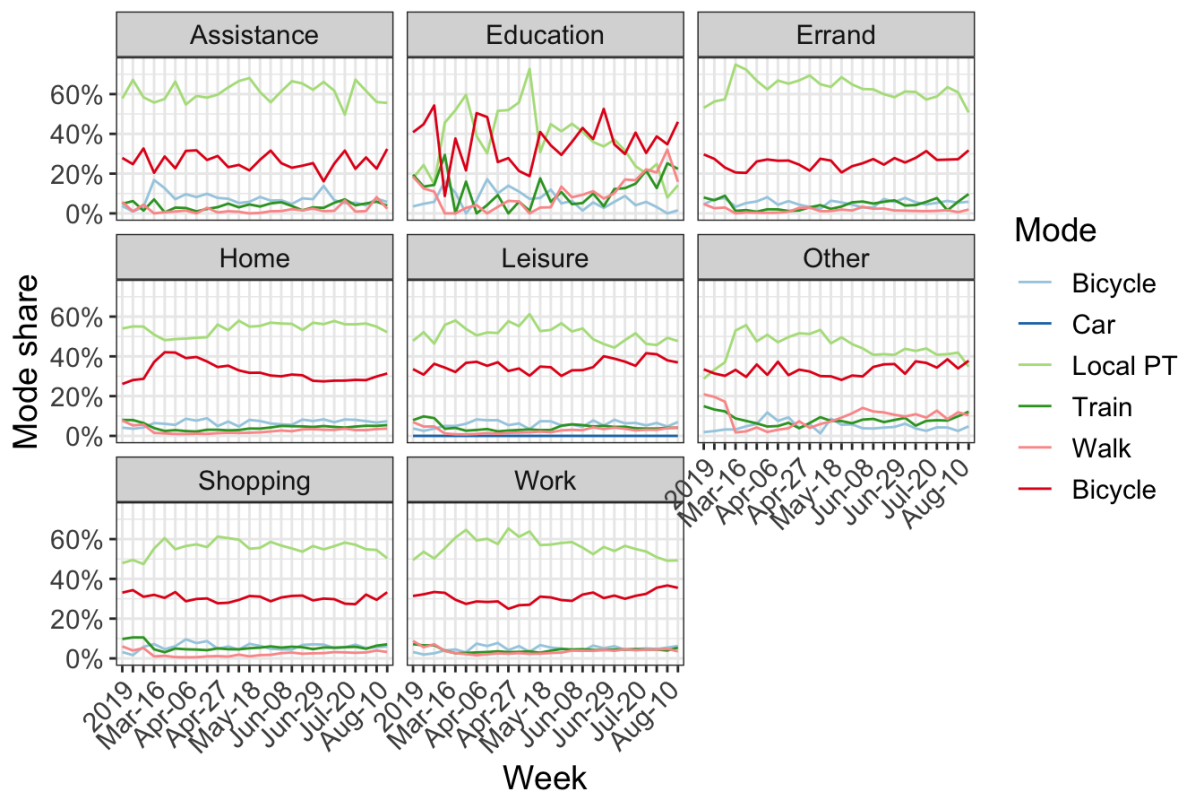 Assistance
Education
Errand
60%
40%
20%
0%
Home
Leisure
Other
60%
40%
20%
0%
Shopping
Work
60%
40%
20%
0%
2019
Mar-16
Apr-06
Apr-27
May-18
Jun-08
Jun-29
Jul-20
Aug-10
2019
Mar-16
Apr-06
Apr-27
May-18
Jun-08
Jun-29
Jul-20
Aug-10
2019
Mar-16
Apr-06
Apr-27
May-18
Jun-08
Jun-29
Jul-20
Aug-10
Mode share
Week
Mode
Bicycle
Car
Local PT
Train
Walk
Bicycle